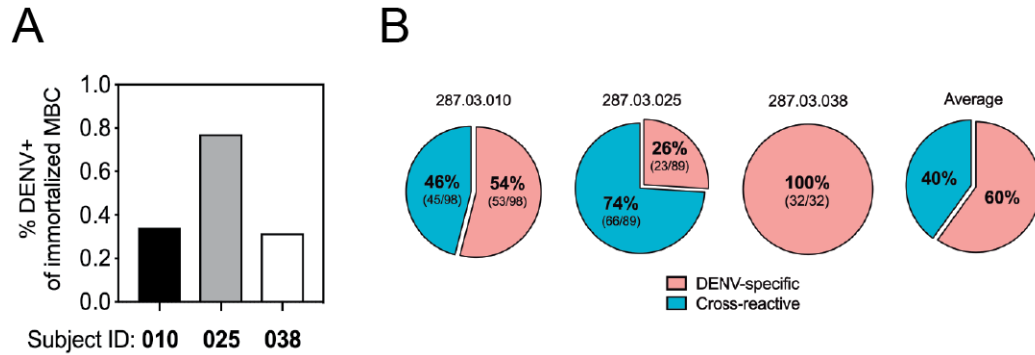 A
% DENV+
of immortalized MBC
1.0
0.8
0.6
0.4
0.2
0.0
Subject ID: 010 025 038
B
287.03.010
46%
(45/98)
54%
(53/98)
287.03.025
26%
(23/89)
74%
(66/89)
287.03.038
100%
(32/32)
Average
40%
60%
DENV-specific
Cross-reactive